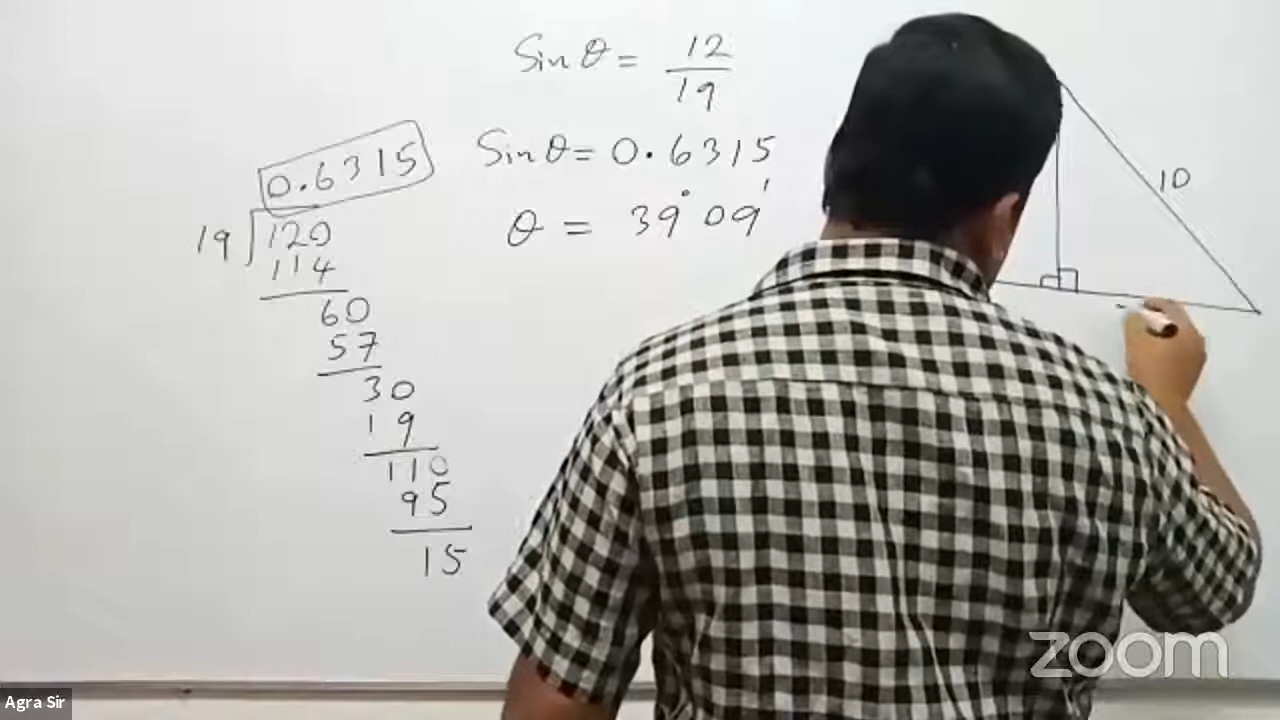 Sin θ = 12/19
Sin θ = 0.6315
θ = 39° 09'
0.6315
19 120
114
60
57
30
19
110
95
15
10
zoom
Agra Sir